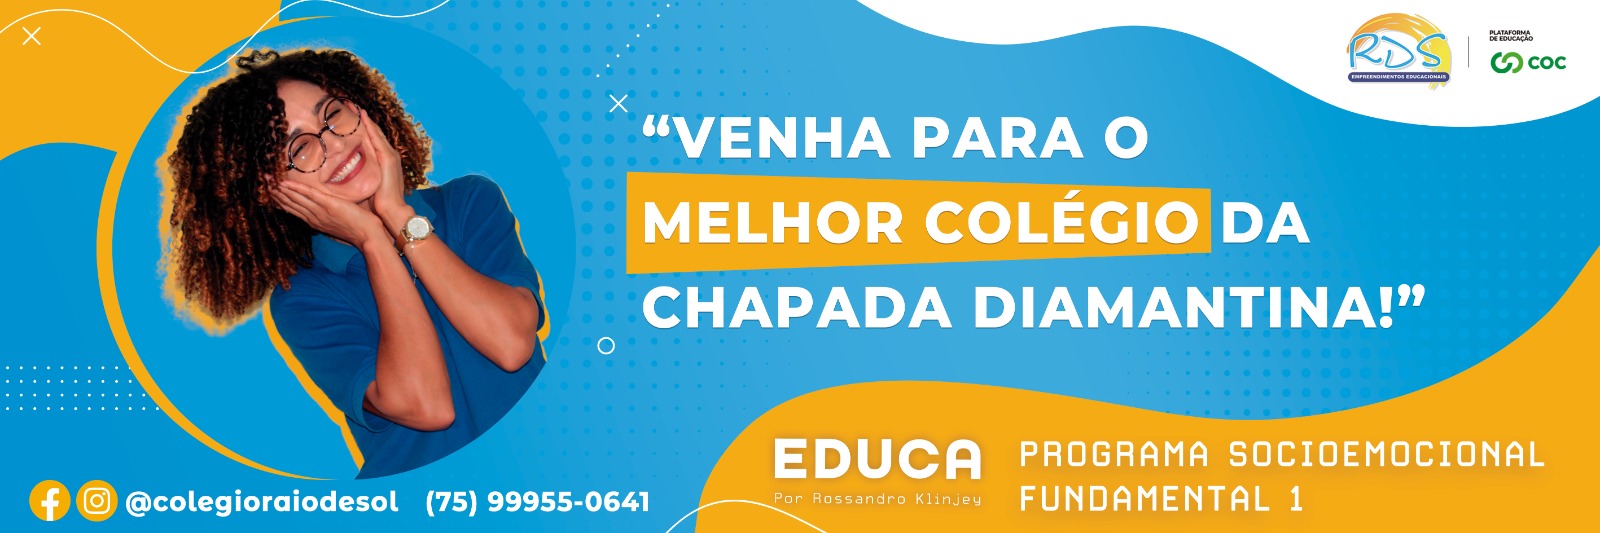 RDS
EMPREENDIMENTOS EDUCACIONAIS
PLATAFORMA
DE EDUCAÇÃO
COC
“VENHA PARA O
MELHOR COLÉGIO DA
CHAPADA DIAMANTINA!”
EDUCA
Por Rossandro Klinjey
PROGRAMA SOCIOEMOCIONAL
FUNDAMENTAL 1
@colegioraiodesol (75) 99955-0641